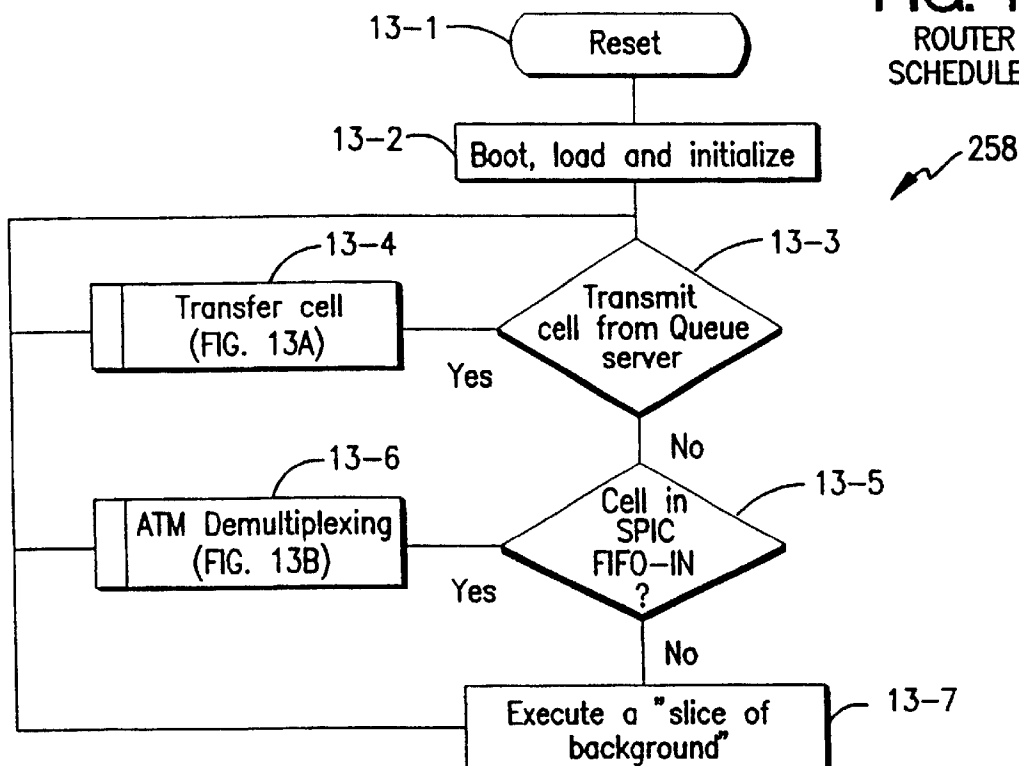 FIG. 1
ROUTER
SCHEDULE
258
13-1
Reset
13-2
Boot, load and initialize
13-3
Transmit
cell from Queue
server
13-4
Transfer cell
(FIG. 13A)
Yes
No
13-5
Cell in
SPIC
FIFO-IN
?
13-6
ATM Demultiplexing
(FIG. 13B)
Yes
No
13-7
Execute a "slice of
background"